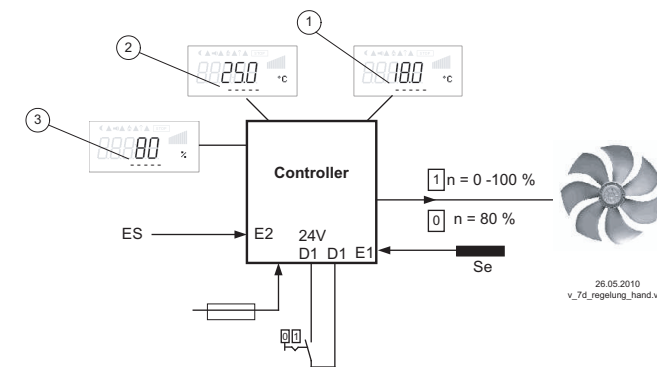 1
2
25.0 °C
18.0 °C
3
80 %
Controller
1 n = 0 -100 %
0 n = 80 %
ES
E2
24V
D1 D1 E1
Se
0 1
26.05.2010
v_7d_regelung_hand.v